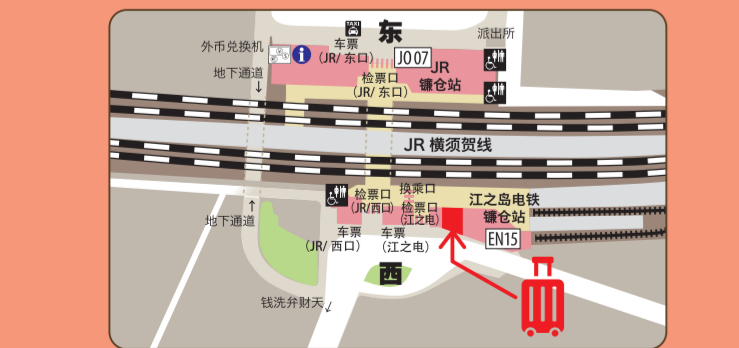 TAXI
东
派出所
外币兑换机
车票
(JR/ 东口)
JO 07
JR
镰仓站
地下通道
检票口
(JR/ 东口)
JR 横须贺线
换乘口
检票口
(JR/西口)
检票口
(江之电)
江之岛电铁
镰仓站
地下通道
车票
(JR/ 西口)
车票
(江之电)
EN15
西
钱洗弁财天